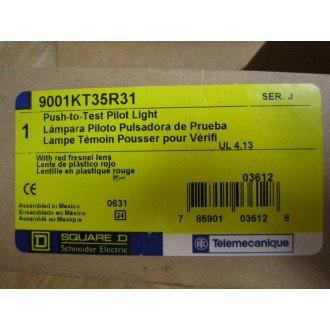 9001KT35R31
SER. J
1
Push-to-Test Pilot Light
Lámpara Piloto Pulsadora de Prueba
Lampe Témoin Pousser pour Vérifi
UL 4,13
With red fresnel lens
Lente de plástico rojo
Lentille en plastique rouge
CE
03612
Assembled in Mexico
Ensamblado en México
Assemblé au Mexique
0631
24
7 85901 03612 8
D
SQUARE D
Schneider Electric
Telemecanique